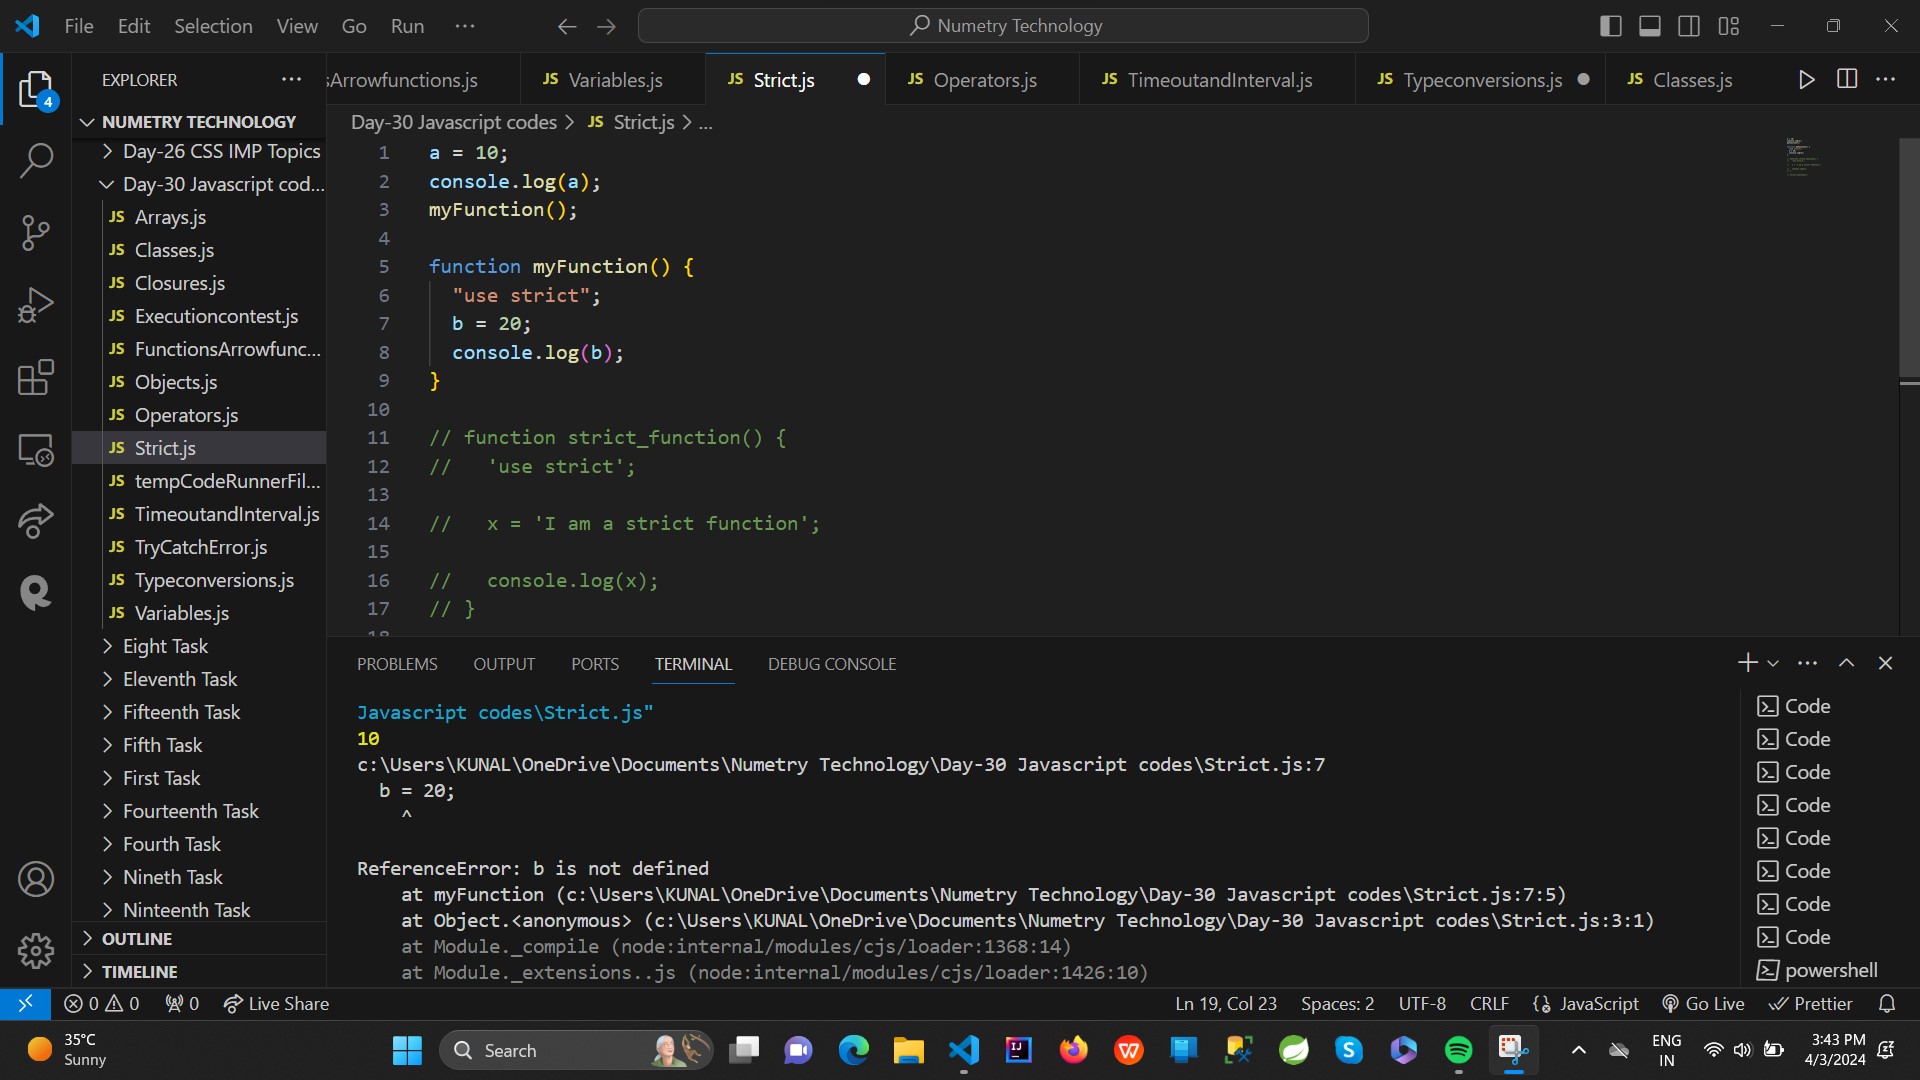 File Edit Selection View Go Run ...
Numetry Technology
EXPLORER
sArrowfunctions.js
JS Variables.js
JS Strict.js
JS Operators.js
JS TimeoutandInterval.js
JS Typeconversions.js
JS Classes.js
4
NUMETRY TECHNOLOGY
Day-26 CSS IMP Topics
Day-30 Javascript cod...
JS Arrays.js
JS Classes.js
JS Closures.js
JS Executioncontest.js
JS FunctionsArrowfunc...
JS Objects.js
JS Operators.js
JS Strict.js
JS tempCodeRunnerFil...
JS TimeoutandInterval.js
JS TryCatchError.js
JS Typeconversions.js
JS Variables.js
Eight Task
Eleventh Task
Fifteenth Task
Fifth Task
First Task
Fourteenth Task
Fourth Task
Nineth Task
Ninteenth Task
OUTLINE
TIMELINE
Day-30 Javascript codes > JS Strict.js > ...
1 a = 10;
2 console.log(a);
3 myFunction();
4
5 function myFunction() {
6 "use strict";
7 b = 20;
8 console.log(b);
9 }
10
11 // function strict_function() {
12 // 'use strict';
13
14 // x = 'I am a strict function';
15
16 // console.log(x);
17 // }
18
PROBLEMS OUTPUT PORTS TERMINAL DEBUG CONSOLE
Javascript codes\Strict.js"
10
c:\Users\KUNAL\OneDrive\Documents\Numetry Technology\Day-30 Javascript codes\Strict.js:7
b = 20;
^
ReferenceError: b is not defined
at myFunction (c:\Users\KUNAL\OneDrive\Documents\Numetry Technology\Day-30 Javascript codes\Strict.js:7:5)
at Object.<anonymous> (c:\Users\KUNAL\OneDrive\Documents\Numetry Technology\Day-30 Javascript codes\Strict.js:3:1)
at Module._compile (node:internal/modules/cjs/loader:1368:14)
at Module._extensions..js (node:internal/modules/cjs/loader:1426:10)
Code
Code
Code
Code
Code
Code
Code
Code
powershell
0 0 0 Live Share
Ln 19, Col 23 Spaces: 2 UTF-8 CRLF JavaScript Go Live Prettier
35°C
Sunny
Search
ENG
IN
3:43 PM
4/3/2024